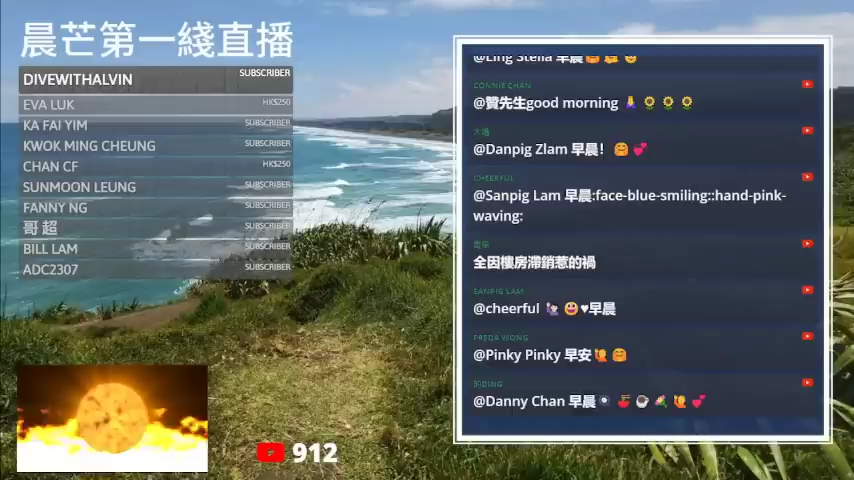 晨芒第一綫直播
DIVEWITHALVIN SUBSCRIBER
EVA LUK HK$250
KA FAI YIM SUBSCRIBER
KWOK MING CHEUNG SUBSCRIBER
CHAN CF HK$250
SUNMOON LEUNG SUBSCRIBER
FANNY NG SUBSCRIBER
哥 超 SUBSCRIBER
BILL LAM SUBSCRIBER
ADC2307 SUBSCRIBER
@Ling Stella 早晨
CONNIE CHAN
@贊先生good morning
@Danpig Zlam 早晨!
CHEERFUL
@Sanpig Lam 早晨:face-blue-smiling::hand-pink-
waving:
全因樓房滯銷惹的禍
SANPIG LAM
@cheerful 😃♥早晨
FREDA WONG
@Pinky Pinky 早安
@Danny Chan 早晨
912